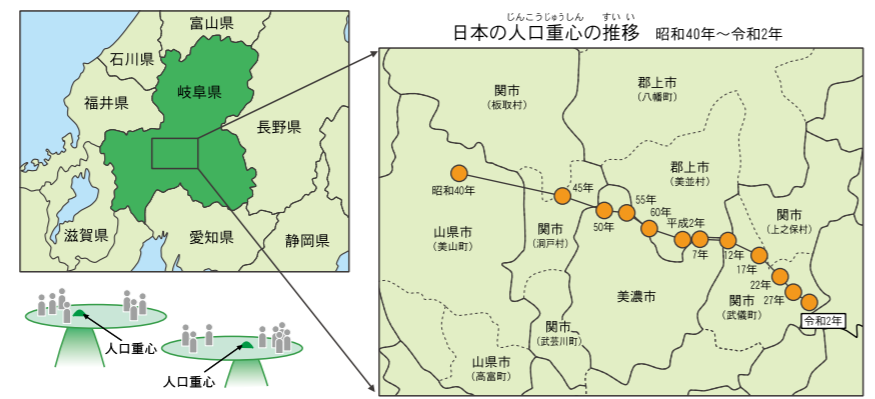 じんこうじゅうしん すいい
日本の人口重心の推移 昭和40年～令和2年
富山県
石川県
岐阜県
福井県
長野県
滋賀県
愛知県
静岡県
人口重心
人口重心
関市
（板取村）
郡上市
（八幡町）
郡上市
（美並村）
関市
（上之保村）
山県市
（美山町）
関市
（洞戸村）
美濃市
関市
（武儀町）
関市
（武芸川町）
山県市
（高富町）
昭和40年
45年
50年
55年
60年
平成2年
7年
12年
17年
22年
27年
令和2年